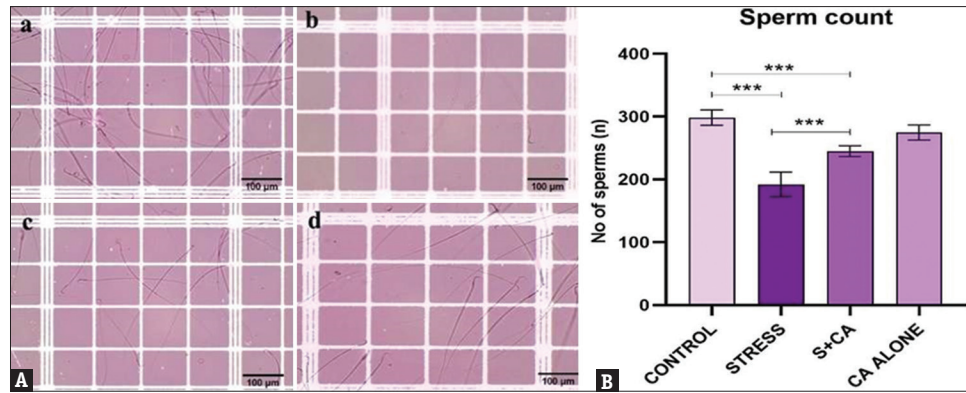 a
b
100 µm
100 µm
c
d
100 µm
100 µm
A
Sperm count
No of sperms (n)
400
300
200
100
0
***
***
***
CONTROL
STRESS
S+CA
CA ALONE
B